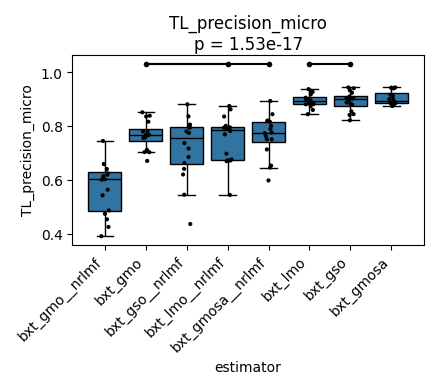 TL_precision_micro
p = 1.53e-17
TL_precision_micro
1.0
0.8
0.6
0.4
bxt_gmo__nrlmf
bxt_gmo
bxt_gso__nrlmf
bxt_lmo__nrlmf
bxt_gmosa__nrlmf
bxt_lmo
bxt_gso
bxt_gmosa
estimator